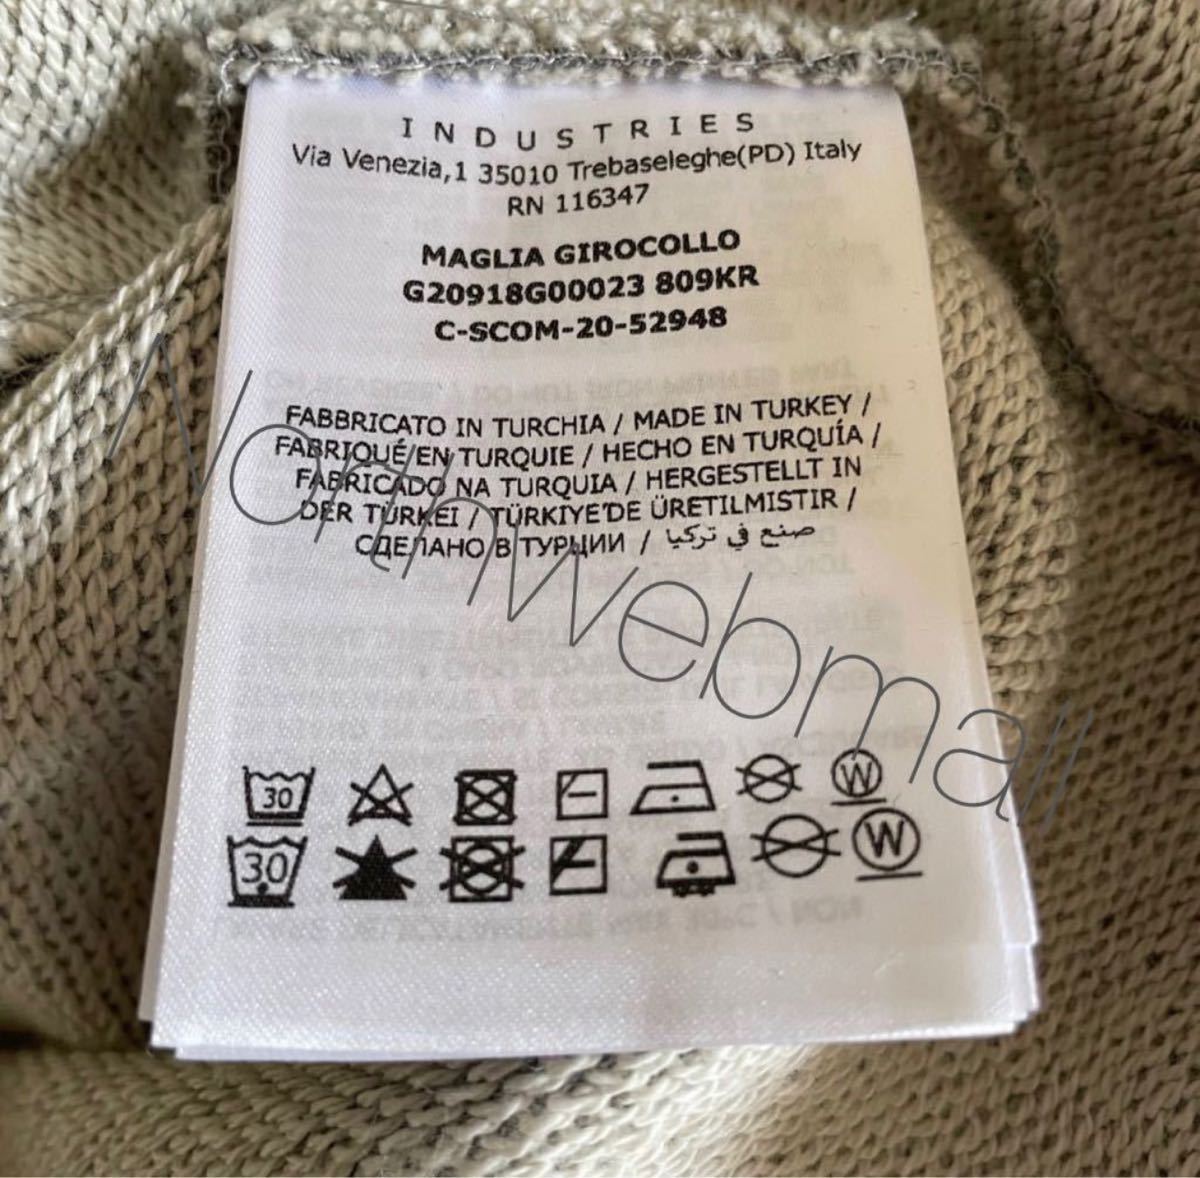 INDUSTRIES
Via Venezia,1 35010 Trebaseleghe(PD) Italy
RN 116347
MAGLIA GIROCOLLO
G20918G00023 809KR
C-SCOM-20-52948
FABBRICATO IN TURCHIA / MADE IN TURKEY /
FABRIQUÉ/EN TURQUIE / HECHO EN TURQUÍA /
FABRICADO NA TURQUIA / HERGESTELLT IN
DER TÜRKEI / TÜRKIYE'DE ÜRETILMISTIR /
СДЕЛАНО В ТУРЦИИ / صنع في تركيا
Northwebmall
30 W
30 W